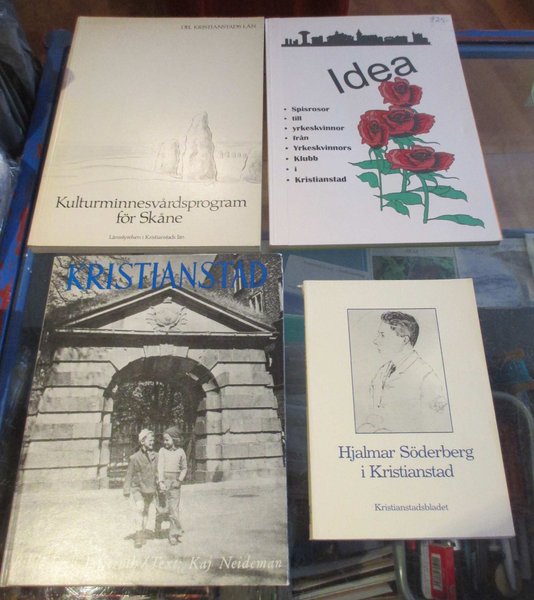 DEL KRISTIANSTADS LÄN
Kulturminnesvårdsprogram
för Skåne
Länsstyrelsen i Kristianstads län
Idea
• Spisrosor
• till
• yrkeskvinnor
• från
• Yrkeskvinnors
• Klubb
• i
• Kristianstad
KRISTIANSTAD
/ Text: Kaj Neideman
Hjalmar Söderberg
i Kristianstad
Kristianstadsbladet